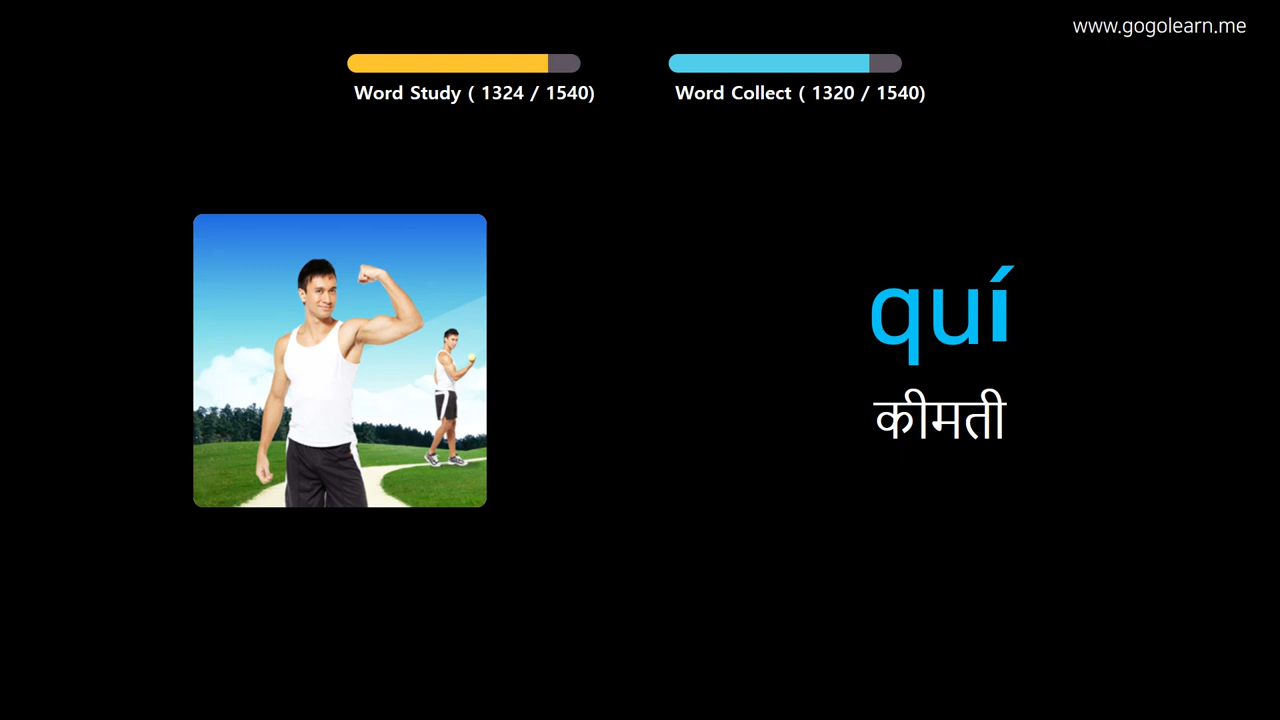 www.gogolearn.me
Word Study ( 1324 / 1540)
Word Collect ( 1320 / 1540)
quí
कीमती